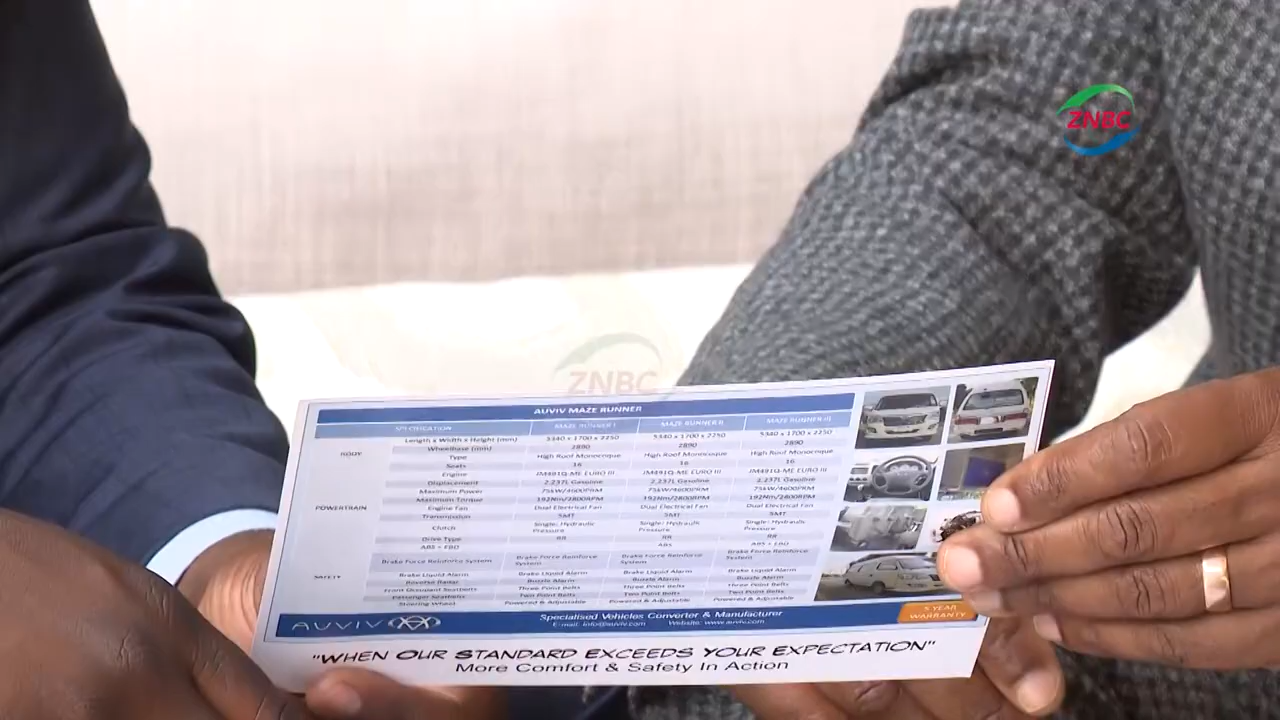 ZNBC
ZNBC
AUVIV MAZE RUNNER
SPECIFICATION MAZE RUNNER I MAZE RUNNER II MAZE RUNNER III
BODY
Length x Width x Height (mm) 5340 x 1700 x 2250 5340 x 1700 x 2250 5340 x 1700 x 2250
Wheelbase (mm) 2890 2890 2890
Type High Roof Monocoque High Roof Monocoque High Roof Monocoque
Seats 16 16 16
POWERTRAIN
Engine JM491Q-ME EURO III JM491Q-ME EURO III JM491Q-ME EURO III
Displacement 2.237L Gasoline 2.237L Gasoline 2.237L Gasoline
Maximum Power 75kW/4600PRM 75kW/4600PRM 75kW/4600PRM
Maximum Torque 192Nm/2800RPM 192Nm/2800RPM 192Nm/2800RPM
Engine Fan Dual Electrical Fan Dual Electrical Fan Dual Electrical Fan
Transmission 5MT 5MT 5MT
Clutch Single; Hydraulic Pressure Single; Hydraulic Pressure Single; Hydraulic Pressure
Drive Type RR RR RR
SAFETY
ABS + EBD ABS
Brake Force Reinforce System Brake Force Reinforce System Brake Force Reinforce System Brake Force Reinforce System
Brake Liquid Alarm Brake Liquid Alarm Brake Liquid Alarm Brake Liquid Alarm
Radar Buzzle Alarm Buzzle Alarm Buzzle Alarm
Front Occupant Seatbelts Three Point Belts Three Point Belts Three Point Belts
Passenger Seatbelts Two Point Belts Two Point Belts Two Point Belts
Steering Wheel Powered & Adjustable Powered & Adjustable Powered & Adjustable
AUVIV
Specialised Vehicles Converter & Manufacturer
E-mail: info@auviv.com Website: www.auviv.com
5 YEAR
WARRANTY
"WHEN OUR STANDARD EXCEEDS YOUR EXPECTATION"
More Comfort & Safety In Action